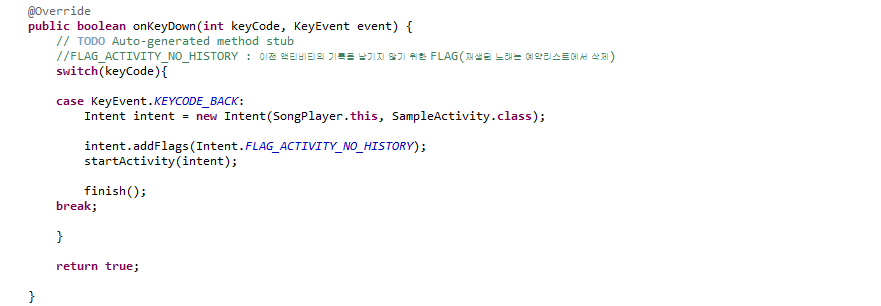 @Override
public boolean onKeyDown(int keyCode, KeyEvent event) {
// TODO Auto-generated method stub
//FLAG_ACTIVITY_NO_HISTORY : 이전 액티비티의 기록을 남기지 않기 위한 FLAG(재생된 노래는 예약리스트에서 삭제)
switch(keyCode){
case KeyEvent.KEYCODE_BACK:
Intent intent = new Intent(SongPlayer.this, SampleActivity.class);
intent.addFlags(Intent.FLAG_ACTIVITY_NO_HISTORY);
startActivity(intent);
finish();
break;
}
return true;
}